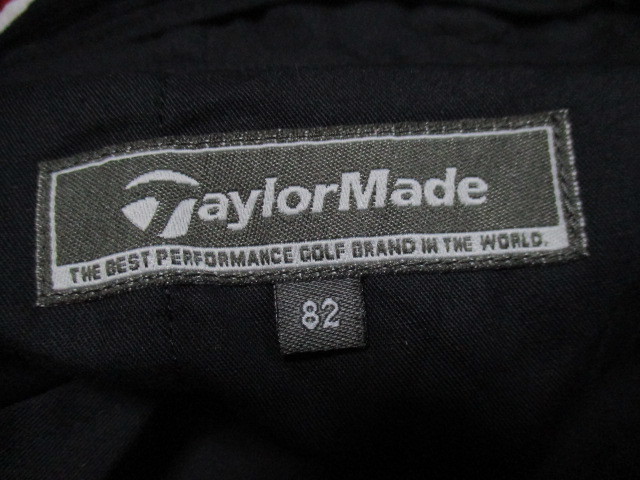 TaylorMade
THE BEST PERFORMANCE GOLF BRAND IN THE WORLD.
82